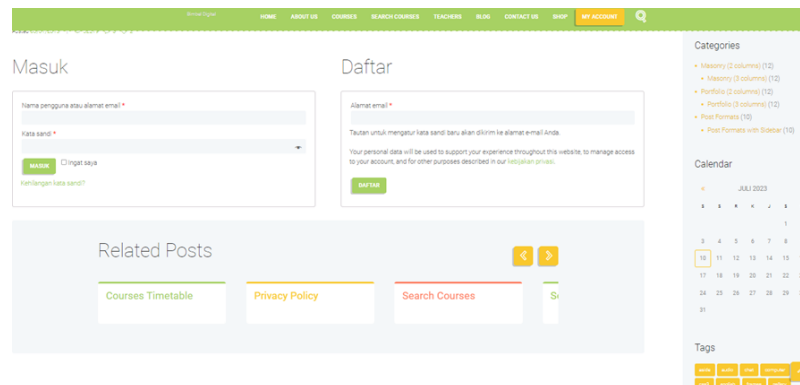 HOME ABOUT US COURSES SEARCH COURSES TEACHERS BLOG CONTACT US SHOP MY ACCOUNT
Masuk
Nama pengguna atau alamat email *
Kata sandi *
MASUK Ingat saya
Kehilangan kata sandi?
Daftar
Alamat email *
Tautan untuk mengatur kata sandi baru akan dikirim ke alamat e-mail Anda.
Your personal data will be used to support your experience throughout this website, to manage access
to your account, and for other purposes described in our kebijakan privasi.
DAFTAR
Related Posts
Courses Timetable
Privacy Policy
Search Courses
Categories
Masonry (2 columns) (12)
Masonry (3 columns) (12)
Portfolio (2 columns) (12)
Portfolio (3 columns) (12)
Post Formats (10)
Post Formats with Sidebar (10)
Calendar
« JULI 2023
S S R K J S
1
3 4 5 6 7 8
10 11 12 13 14 15
17 18 19 20 21 22
24 25 26 27 28 29
31
Tags